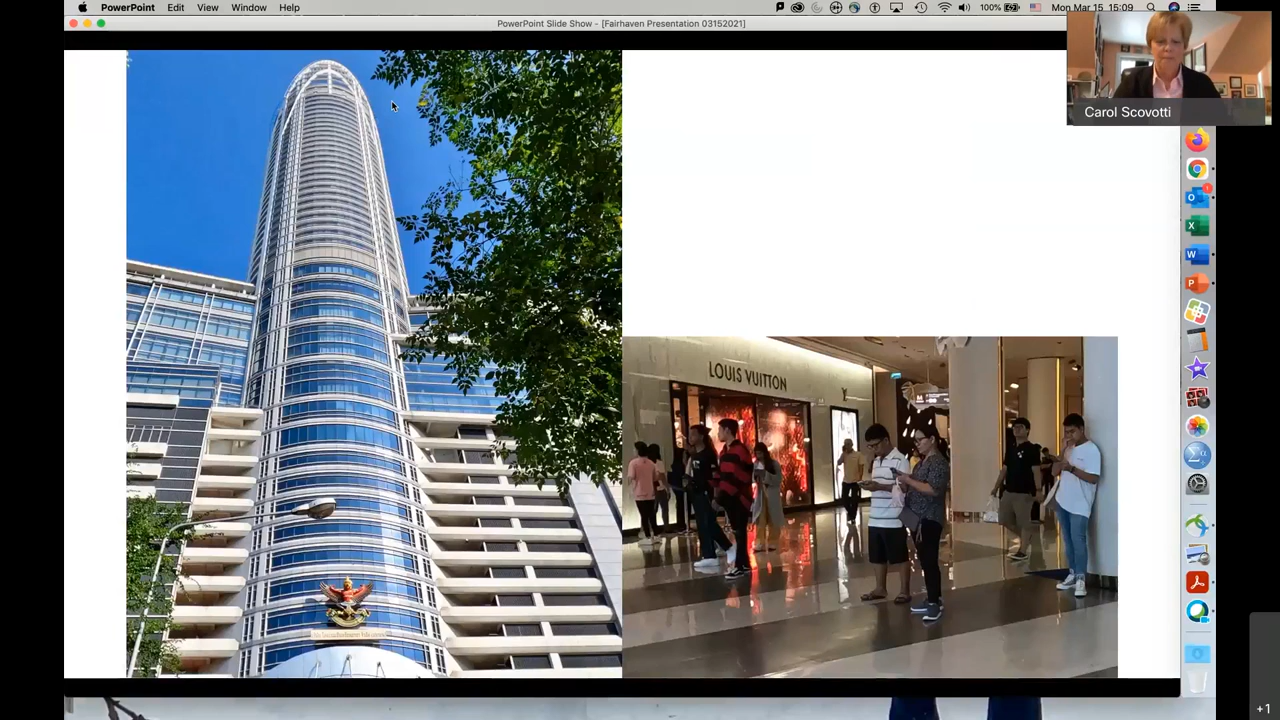 PowerPoint Edit View Window Help
100% Mon Mar 15 15:09
PowerPoint Slide Show - [Fairhaven Presentation 03152021]
Carol Scovotti
LOUIS VUITTON
+1